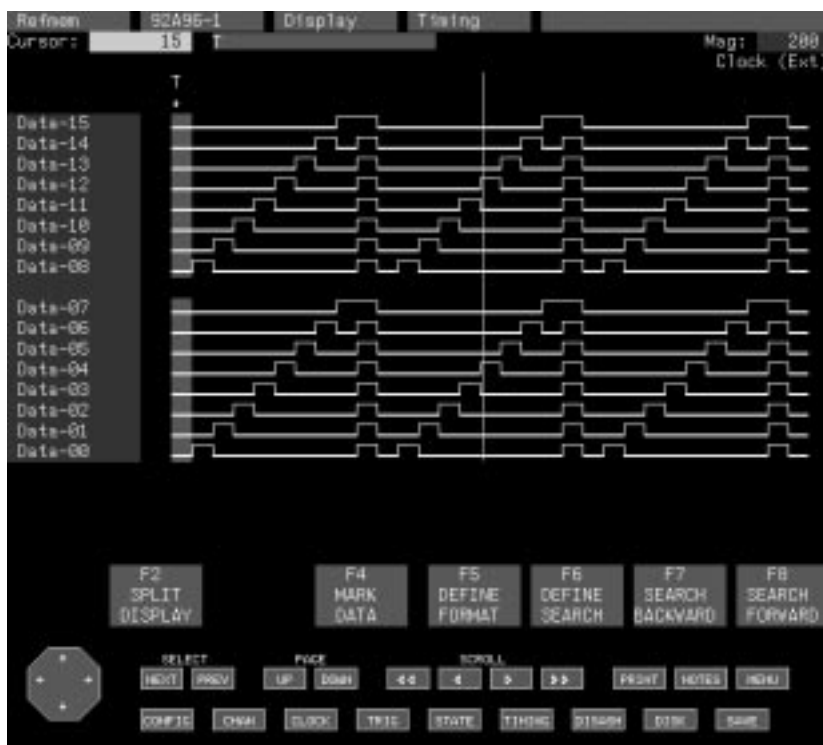 Refmem 92A96-1 Display Timing
Cursor: 15 T Mag: 200
Clock (Ext)
T
Data-15
Data-14
Data-13
Data-12
Data-11
Data-10
Data-09
Data-08
Data-07
Data-06
Data-05
Data-04
Data-03
Data-02
Data-01
Data-00
F2 SPLIT DISPLAY
F4 MARK DATA
F5 DEFINE FORMAT
F6 DEFINE SEARCH
F7 SEARCH BACKWARD
F8 SEARCH FORWARD
SELECT PAGE SCROLL
NEXT PREV UP DOWN PRINT NOTES MENU
CONFIG CHAN CLOCK TRIG STATE TIMING DISASM DISK SAVE